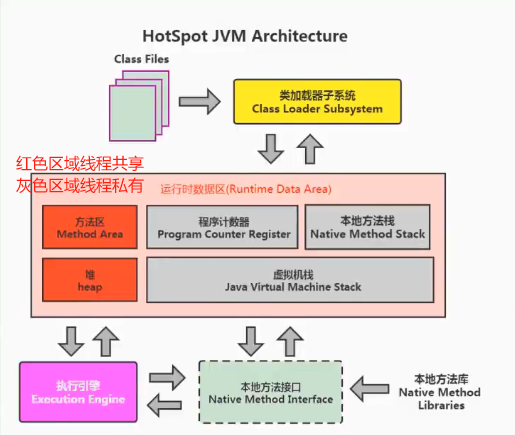 HotSpot JVM Architecture
Class Files
类加载器子系统
Class Loader Subsystem
红色区域线程共享
灰色区域线程私有
运行时数据区(Runtime Data Area)
方法区
Method Area
程序计数器
Program Counter Register
本地方法栈
Native Method Stack
堆
heap
虚拟机栈
Java Virtual Machine Stack
执行引擎
Execution Engine
本地方法接口
Native Method Interface
本地方法库
Native Method
Libraries